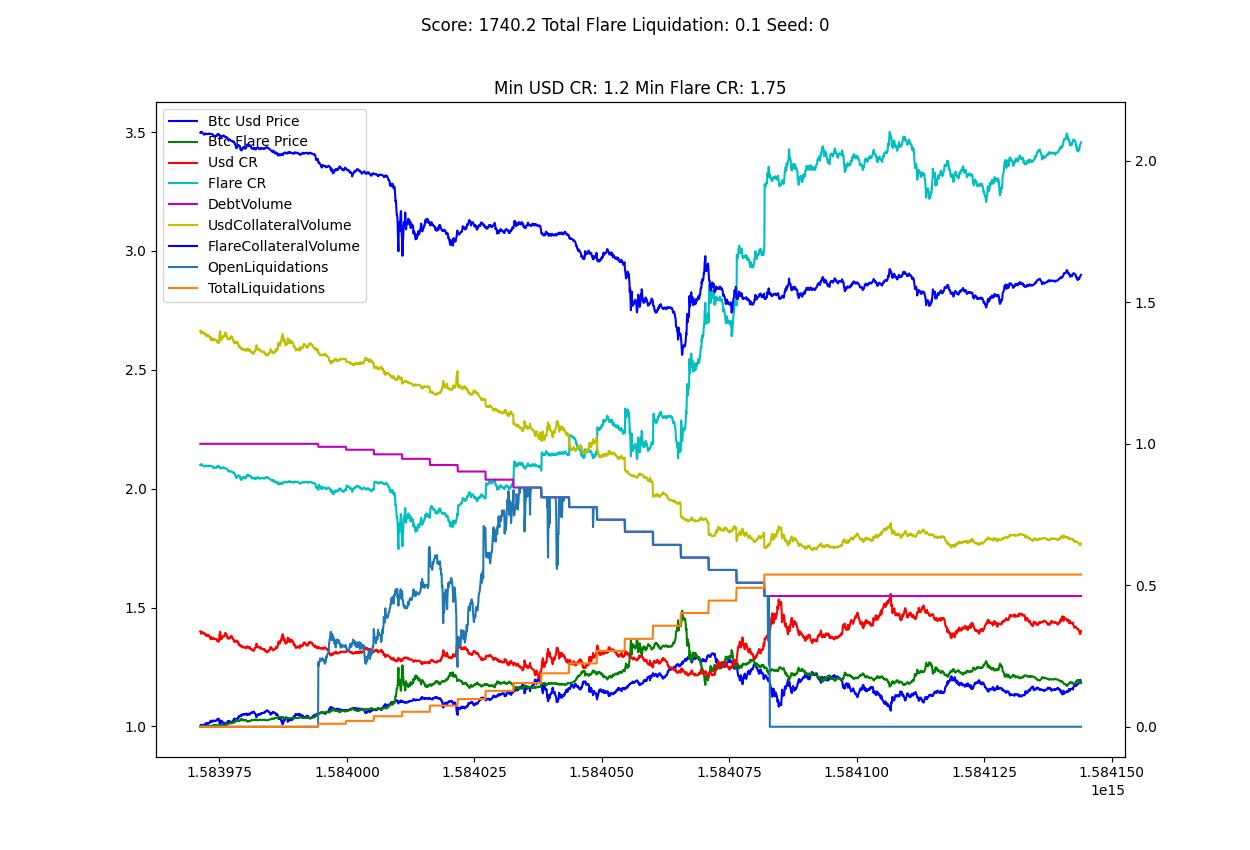 Score: 1740.2 Total Flare Liquidation: 0.1 Seed: 0
Min USD CR: 1.2 Min Flare CR: 1.75
Btc Usd Price
Btc Flare Price
Usd CR
Flare CR
DebtVolume
UsdCollateralVolume
FlareCollateralVolume
OpenLiquidations
TotalLiquidations
3.5
3.0
2.5
2.0
1.5
1.0
2.0
1.5
1.0
0.5
0.0
1.583975 1.584000 1.584025 1.584050 1.584075 1.584100 1.584125 1.584150
1e15